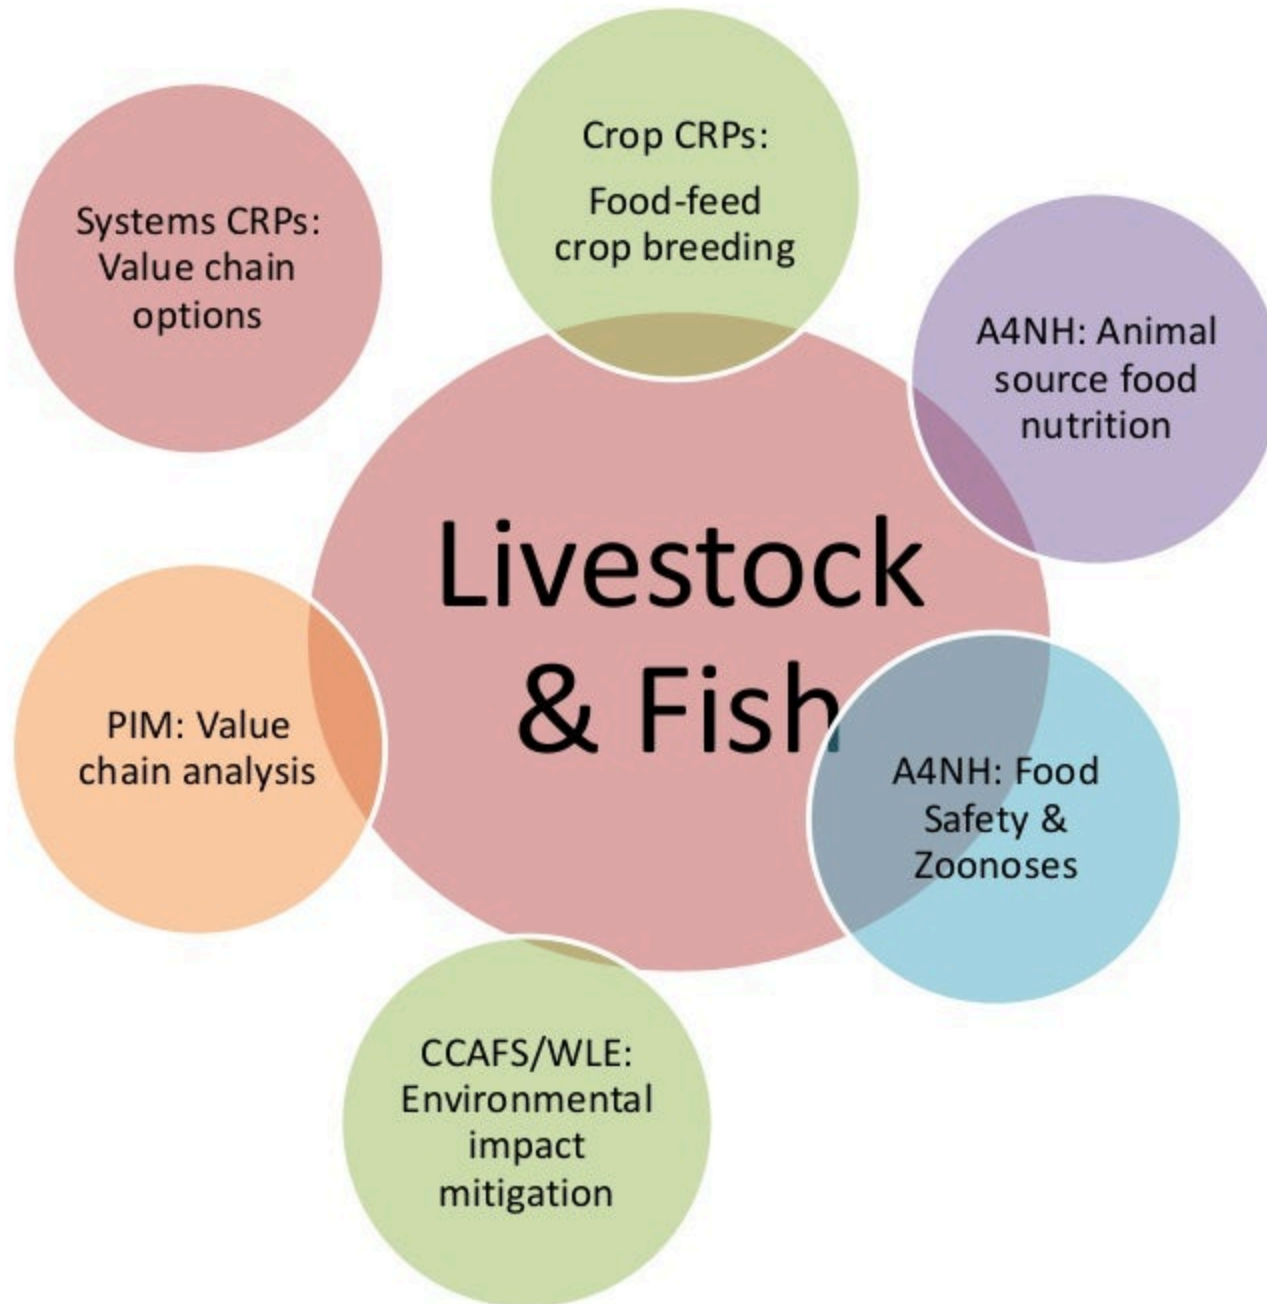 Crop CRPs:
Food-feed
crop breeding
Systems CRPs:
Value chain
options
A4NH: Animal
source food
nutrition
Livestock
& Fish
PIM: Value
chain analysis
A4NH: Food
Safety &
Zoonoses
CCAFS/WLE:
Environmental
impact
mitigation